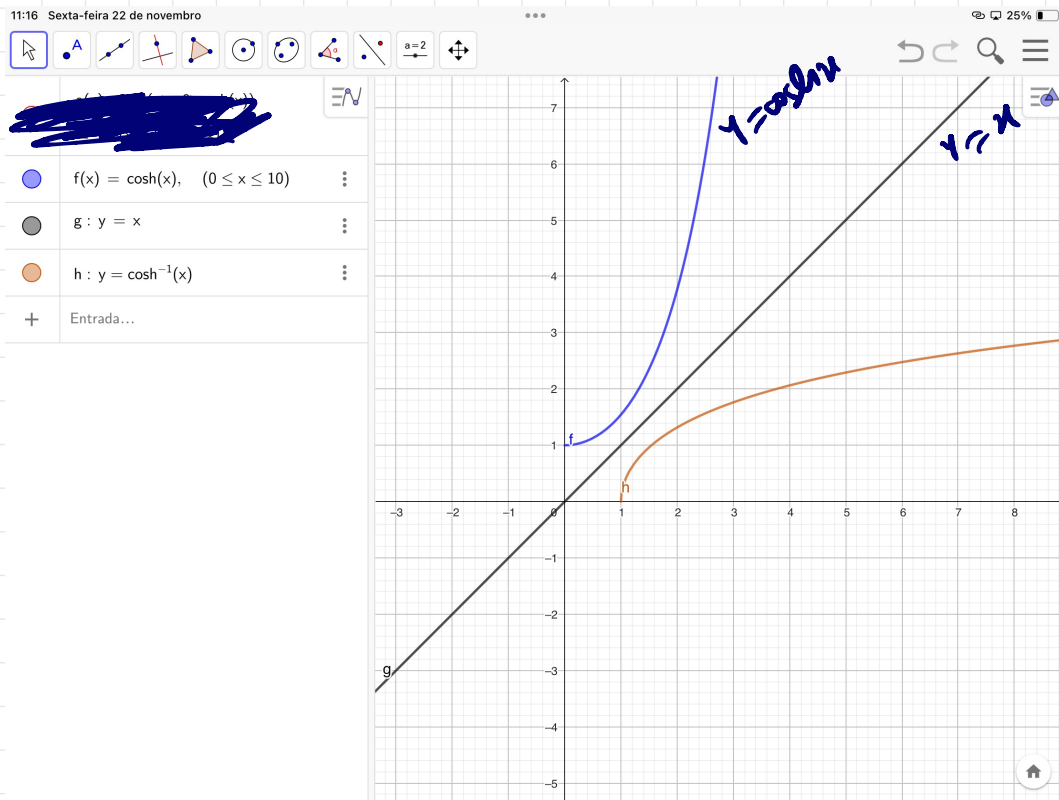 11:16 Sexta-feira 22 de novembro
25%
A
α
a=2
f(x) = cosh(x), (0 ≤ x ≤ 10)
g : y = x
h : y = cosh⁻¹(x)
+ Entrada...
y=coshx
y=x
7
6
5
4
3
2
1
f
h
−3 −2 −1 0 1 2 3 4 5 6 7 8
−1
−2
g −3
−4
−5